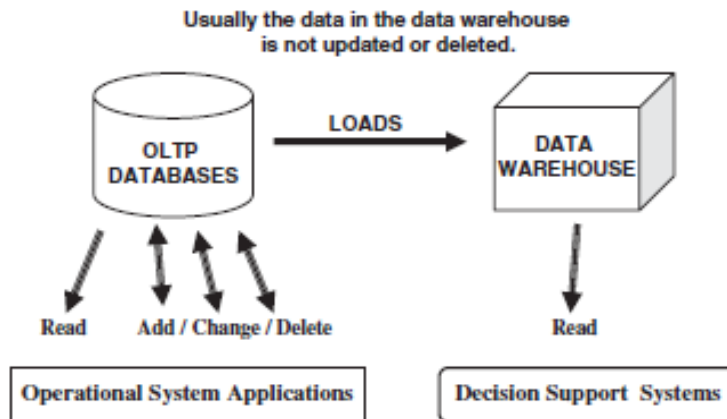 Usually the data in the data warehouse
is not updated or deleted.
OLTP
DATABASES
LOADS
DATA
WAREHOUSE
Read
Add / Change / Delete
Read
Operational System Applications
Decision Support Systems